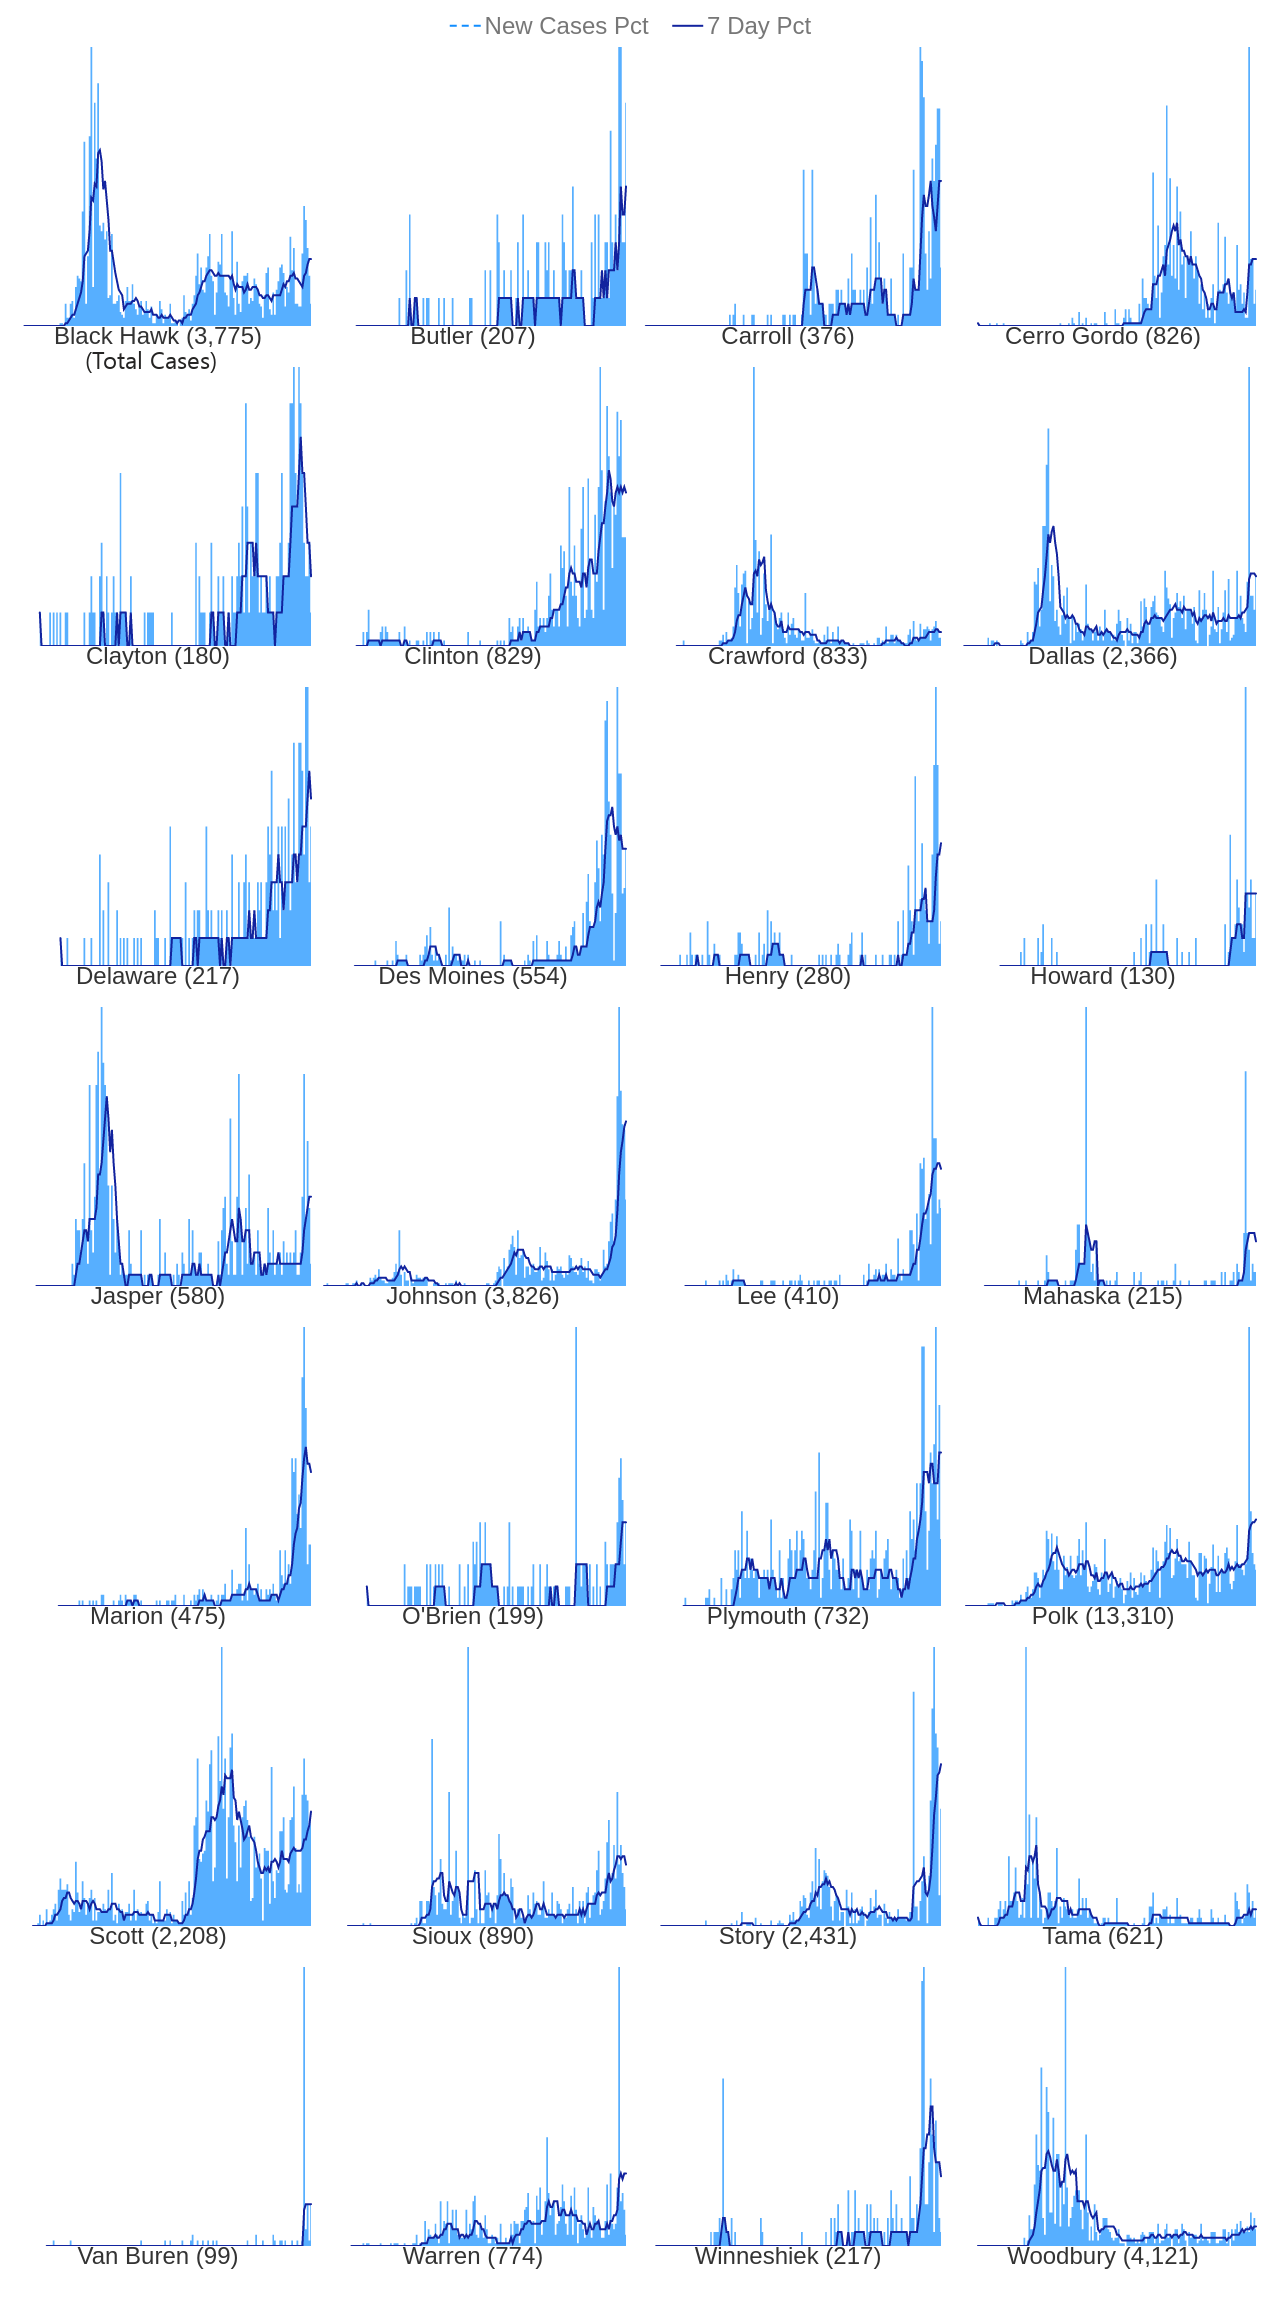 New Cases Pct 7 Day Pct
Black Hawk (3,775) Butler (207) Carroll (376) Cerro Gordo (826)
(Total Cases)
Clayton (180) Clinton (829) Crawford (833) Dallas (2,366)
Delaware (217) Des Moines (554) Henry (280) Howard (130)
Jasper (580) Johnson (3,826) Lee (410) Mahaska (215)
Marion (475) O'Brien (199) Plymouth (732) Polk (13,310)
Scott (2,208) Sioux (890) Story (2,431) Tama (621)
Van Buren (99) Warren (774) Winneshiek (217) Woodbury (4,121)